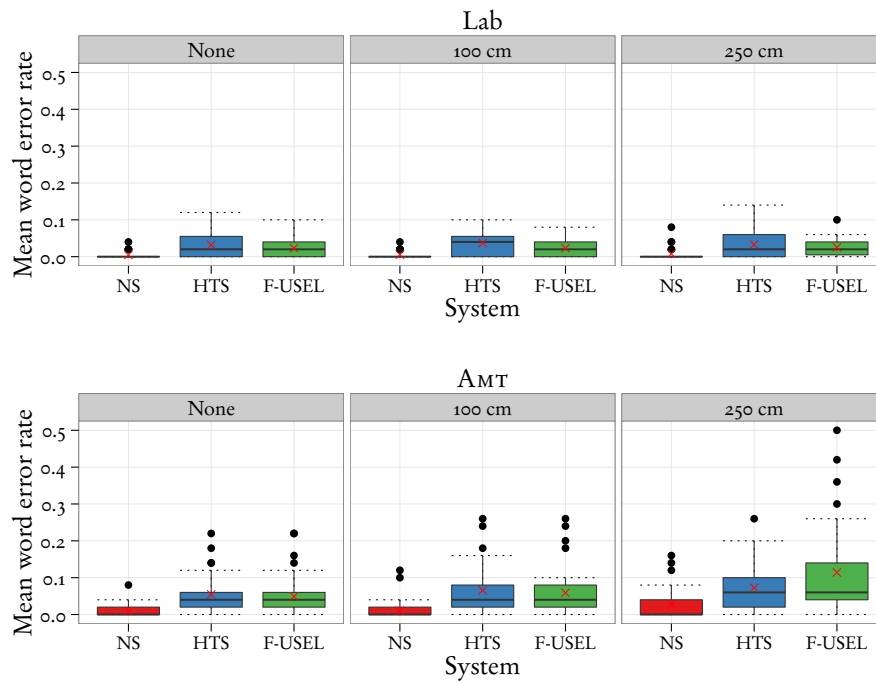 Lab
None 100 cm 250 cm
Mean word error rate
0.5
0.4
0.3
0.2
0.1
0.0
NS HTS F-USEL NS HTS F-USEL NS HTS F-USEL
System
AMT
None 100 cm 250 cm
Mean word error rate
0.5
0.4
0.3
0.2
0.1
0.0
NS HTS F-USEL NS HTS F-USEL NS HTS F-USEL
System